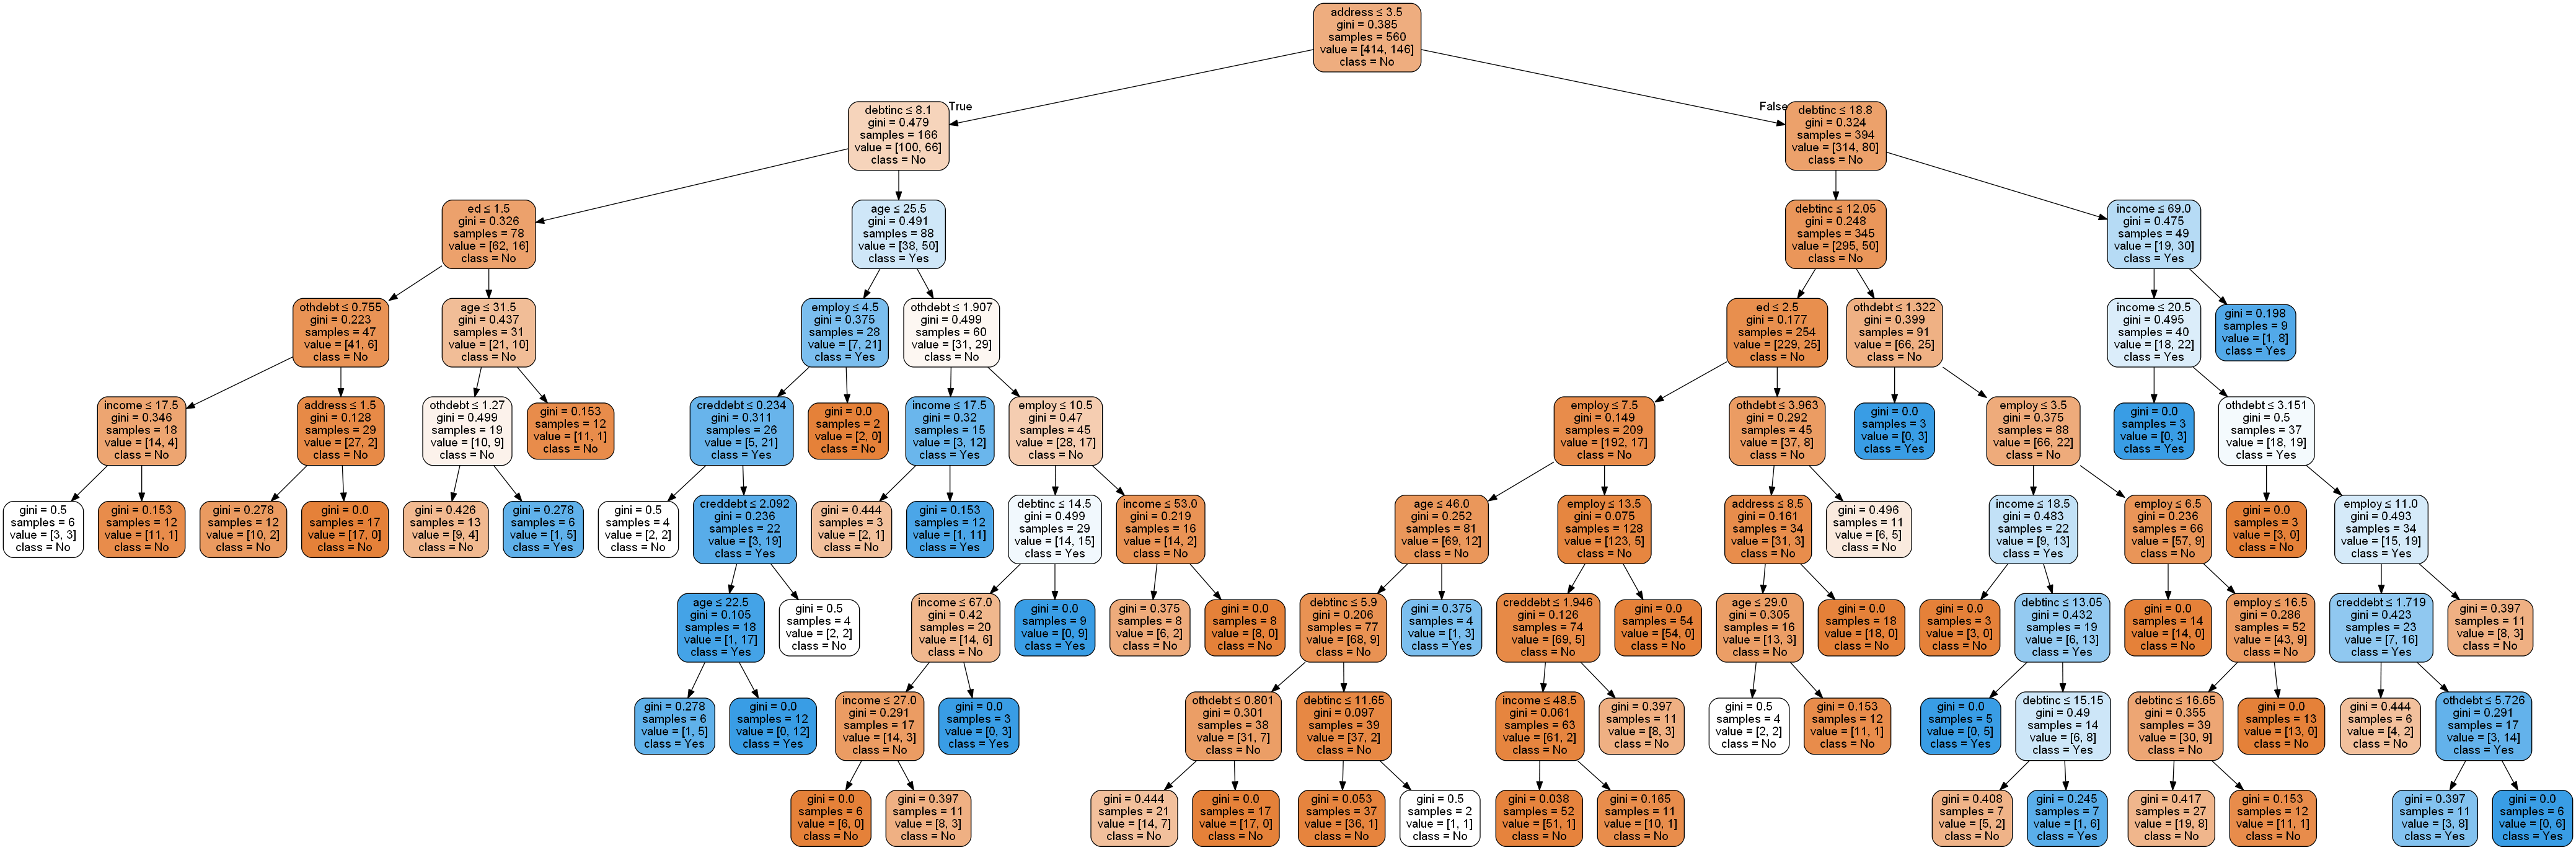 address ≤ 3.5
gini = 0.385
samples = 560
value = [414, 146]
class = No
True
False
debtinc ≤ 8.1
gini = 0.479
samples = 166
value = [100, 66]
class = No
debtinc ≤ 18.8
gini = 0.324
samples = 394
value = [314, 80]
class = No
ed ≤ 1.5
gini = 0.326
samples = 78
value = [62, 16]
class = No
age ≤ 25.5
gini = 0.491
samples = 88
value = [38, 50]
class = Yes
debtinc ≤ 12.05
gini = 0.248
samples = 345
value = [295, 50]
class = No
income ≤ 69.0
gini = 0.475
samples = 49
value = [19, 30]
class = Yes
othdebt ≤ 0.755
gini = 0.223
samples = 47
value = [41, 6]
class = No
age ≤ 31.5
gini = 0.437
samples = 31
value = [21, 10]
class = No
employ ≤ 4.5
gini = 0.375
samples = 28
value = [7, 21]
class = Yes
othdebt ≤ 1.907
gini = 0.499
samples = 60
value = [31, 29]
class = No
ed ≤ 2.5
gini = 0.177
samples = 254
value = [229, 25]
class = No
othdebt ≤ 1.322
gini = 0.399
samples = 91
value = [66, 25]
class = No
income ≤ 20.5
gini = 0.495
samples = 40
value = [18, 22]
class = Yes
gini = 0.198
samples = 9
value = [1, 8]
class = Yes
income ≤ 17.5
gini = 0.346
samples = 18
value = [14, 4]
class = No
address ≤ 1.5
gini = 0.128
samples = 29
value = [27, 2]
class = No
othdebt ≤ 1.27
gini = 0.499
samples = 19
value = [10, 9]
class = No
gini = 0.153
samples = 12
value = [11, 1]
class = No
creddebt ≤ 0.234
gini = 0.311
samples = 26
value = [5, 21]
class = Yes
gini = 0.0
samples = 2
value = [2, 0]
class = No
income ≤ 17.5
gini = 0.32
samples = 15
value = [3, 12]
class = Yes
employ ≤ 10.5
gini = 0.47
samples = 45
value = [28, 17]
class = No
employ ≤ 7.5
gini = 0.149
samples = 209
value = [192, 17]
class = No
othdebt ≤ 3.963
gini = 0.292
samples = 45
value = [37, 8]
class = No
gini = 0.0
samples = 3
value = [0, 3]
class = Yes
employ ≤ 3.5
gini = 0.375
samples = 88
value = [66, 22]
class = No
gini = 0.0
samples = 3
value = [0, 3]
class = Yes
othdebt ≤ 3.151
gini = 0.5
samples = 37
value = [18, 19]
class = Yes
gini = 0.5
samples = 6
value = [3, 3]
class = No
gini = 0.153
samples = 12
value = [11, 1]
class = No
gini = 0.278
samples = 12
value = [10, 2]
class = No
gini = 0.0
samples = 17
value = [17, 0]
class = No
gini = 0.426
samples = 13
value = [9, 4]
class = No
gini = 0.278
samples = 6
value = [1, 5]
class = Yes
gini = 0.5
samples = 4
value = [2, 2]
class = No
creddebt ≤ 2.092
gini = 0.236
samples = 22
value = [3, 19]
class = Yes
gini = 0.444
samples = 3
value = [2, 1]
class = No
gini = 0.153
samples = 12
value = [1, 11]
class = Yes
debtinc ≤ 14.5
gini = 0.499
samples = 29
value = [14, 15]
class = Yes
income ≤ 53.0
gini = 0.219
samples = 16
value = [14, 2]
class = No
age ≤ 46.0
gini = 0.252
samples = 81
value = [69, 12]
class = No
employ ≤ 13.5
gini = 0.075
samples = 128
value = [123, 5]
class = No
address ≤ 8.5
gini = 0.161
samples = 34
value = [31, 3]
class = No
gini = 0.496
samples = 11
value = [6, 5]
class = No
income ≤ 18.5
gini = 0.483
samples = 22
value = [9, 13]
class = Yes
employ ≤ 6.5
gini = 0.236
samples = 66
value = [57, 9]
class = No
gini = 0.0
samples = 3
value = [3, 0]
class = No
employ ≤ 11.0
gini = 0.493
samples = 34
value = [15, 19]
class = Yes
age ≤ 22.5
gini = 0.105
samples = 18
value = [1, 17]
class = Yes
gini = 0.5
samples = 4
value = [2, 2]
class = No
income ≤ 67.0
gini = 0.42
samples = 20
value = [14, 6]
class = No
gini = 0.0
samples = 9
value = [0, 9]
class = Yes
gini = 0.375
samples = 8
value = [6, 2]
class = No
gini = 0.0
samples = 8
value = [8, 0]
class = No
debtinc ≤ 5.9
gini = 0.206
samples = 77
value = [68, 9]
class = No
gini = 0.375
samples = 4
value = [1, 3]
class = Yes
creddebt ≤ 1.946
gini = 0.126
samples = 74
value = [69, 5]
class = No
gini = 0.0
samples = 54
value = [54, 0]
class = No
age ≤ 29.0
gini = 0.305
samples = 16
value = [13, 3]
class = No
gini = 0.0
samples = 18
value = [18, 0]
class = No
gini = 0.0
samples = 3
value = [3, 0]
class = No
debtinc ≤ 13.05
gini = 0.432
samples = 19
value = [6, 13]
class = Yes
gini = 0.0
samples = 14
value = [14, 0]
class = No
employ ≤ 16.5
gini = 0.286
samples = 52
value = [43, 9]
class = No
creddebt ≤ 1.719
gini = 0.423
samples = 23
value = [7, 16]
class = Yes
gini = 0.397
samples = 11
value = [8, 3]
class = No
gini = 0.278
samples = 6
value = [1, 5]
class = Yes
gini = 0.0
samples = 12
value = [0, 12]
class = Yes
income ≤ 27.0
gini = 0.291
samples = 17
value = [14, 3]
class = No
gini = 0.0
samples = 3
value = [0, 3]
class = Yes
othdebt ≤ 0.801
gini = 0.301
samples = 38
value = [31, 7]
class = No
debtinc ≤ 11.65
gini = 0.097
samples = 39
value = [37, 2]
class = No
income ≤ 48.5
gini = 0.061
samples = 63
value = [61, 2]
class = No
gini = 0.397
samples = 11
value = [8, 3]
class = No
gini = 0.5
samples = 4
value = [2, 2]
class = No
gini = 0.153
samples = 12
value = [11, 1]
class = No
gini = 0.0
samples = 5
value = [0, 5]
class = Yes
debtinc ≤ 15.15
gini = 0.49
samples = 14
value = [6, 8]
class = Yes
debtinc ≤ 16.65
gini = 0.355
samples = 39
value = [30, 9]
class = No
gini = 0.0
samples = 13
value = [13, 0]
class = No
gini = 0.444
samples = 6
value = [4, 2]
class = No
othdebt ≤ 5.726
gini = 0.291
samples = 17
value = [3, 14]
class = Yes
gini = 0.0
samples = 6
value = [6, 0]
class = No
gini = 0.397
samples = 11
value = [8, 3]
class = No
gini = 0.444
samples = 21
value = [14, 7]
class = No
gini = 0.0
samples = 17
value = [17, 0]
class = No
gini = 0.053
samples = 37
value = [36, 1]
class = No
gini = 0.5
samples = 2
value = [1, 1]
class = No
gini = 0.038
samples = 52
value = [51, 1]
class = No
gini = 0.165
samples = 11
value = [10, 1]
class = No
gini = 0.408
samples = 7
value = [5, 2]
class = No
gini = 0.245
samples = 7
value = [1, 6]
class = Yes
gini = 0.417
samples = 27
value = [19, 8]
class = No
gini = 0.153
samples = 12
value = [11, 1]
class = No
gini = 0.397
samples = 11
value = [3, 8]
class = Yes
gini = 0.0
samples = 6
value = [0, 6]
class = Yes